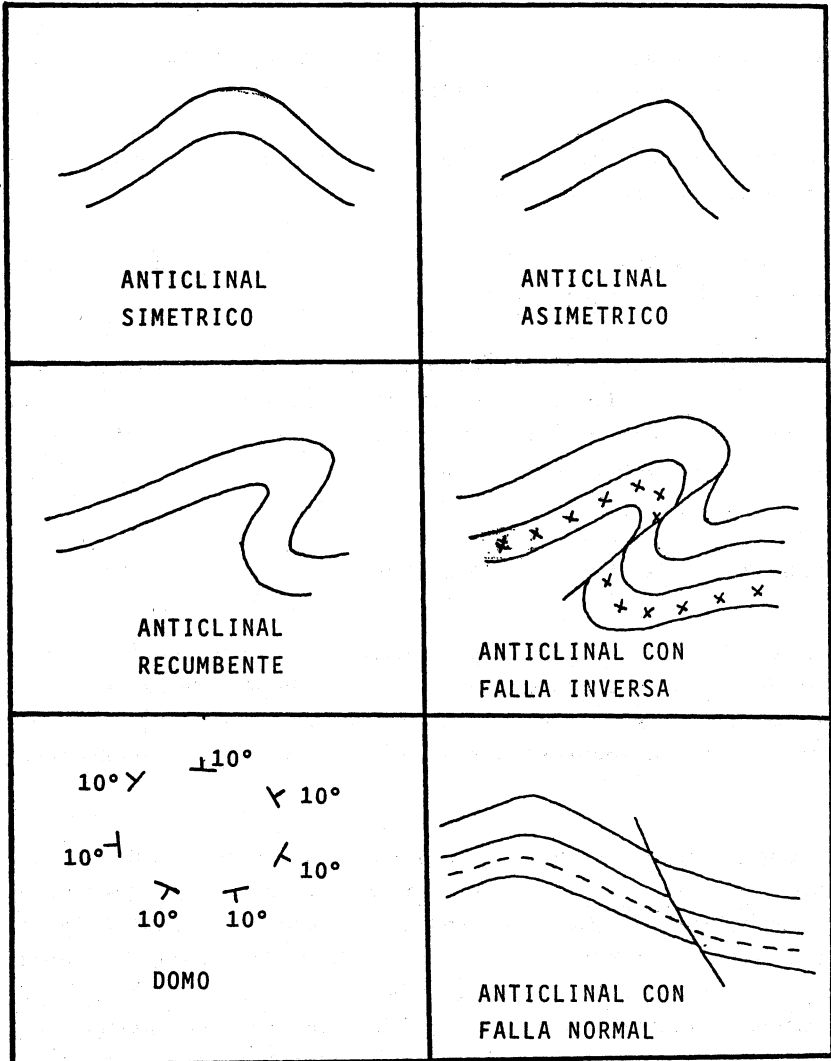 ANTICLINAL
SIMETRICO
ANTICLINAL
ASIMETRICO
ANTICLINAL
RECUMBENTE
ANTICLINAL CON
FALLA INVERSA
10°
10°
10°
10°
10°
10°
10°
DOMO
ANTICLINAL CON
FALLA NORMAL